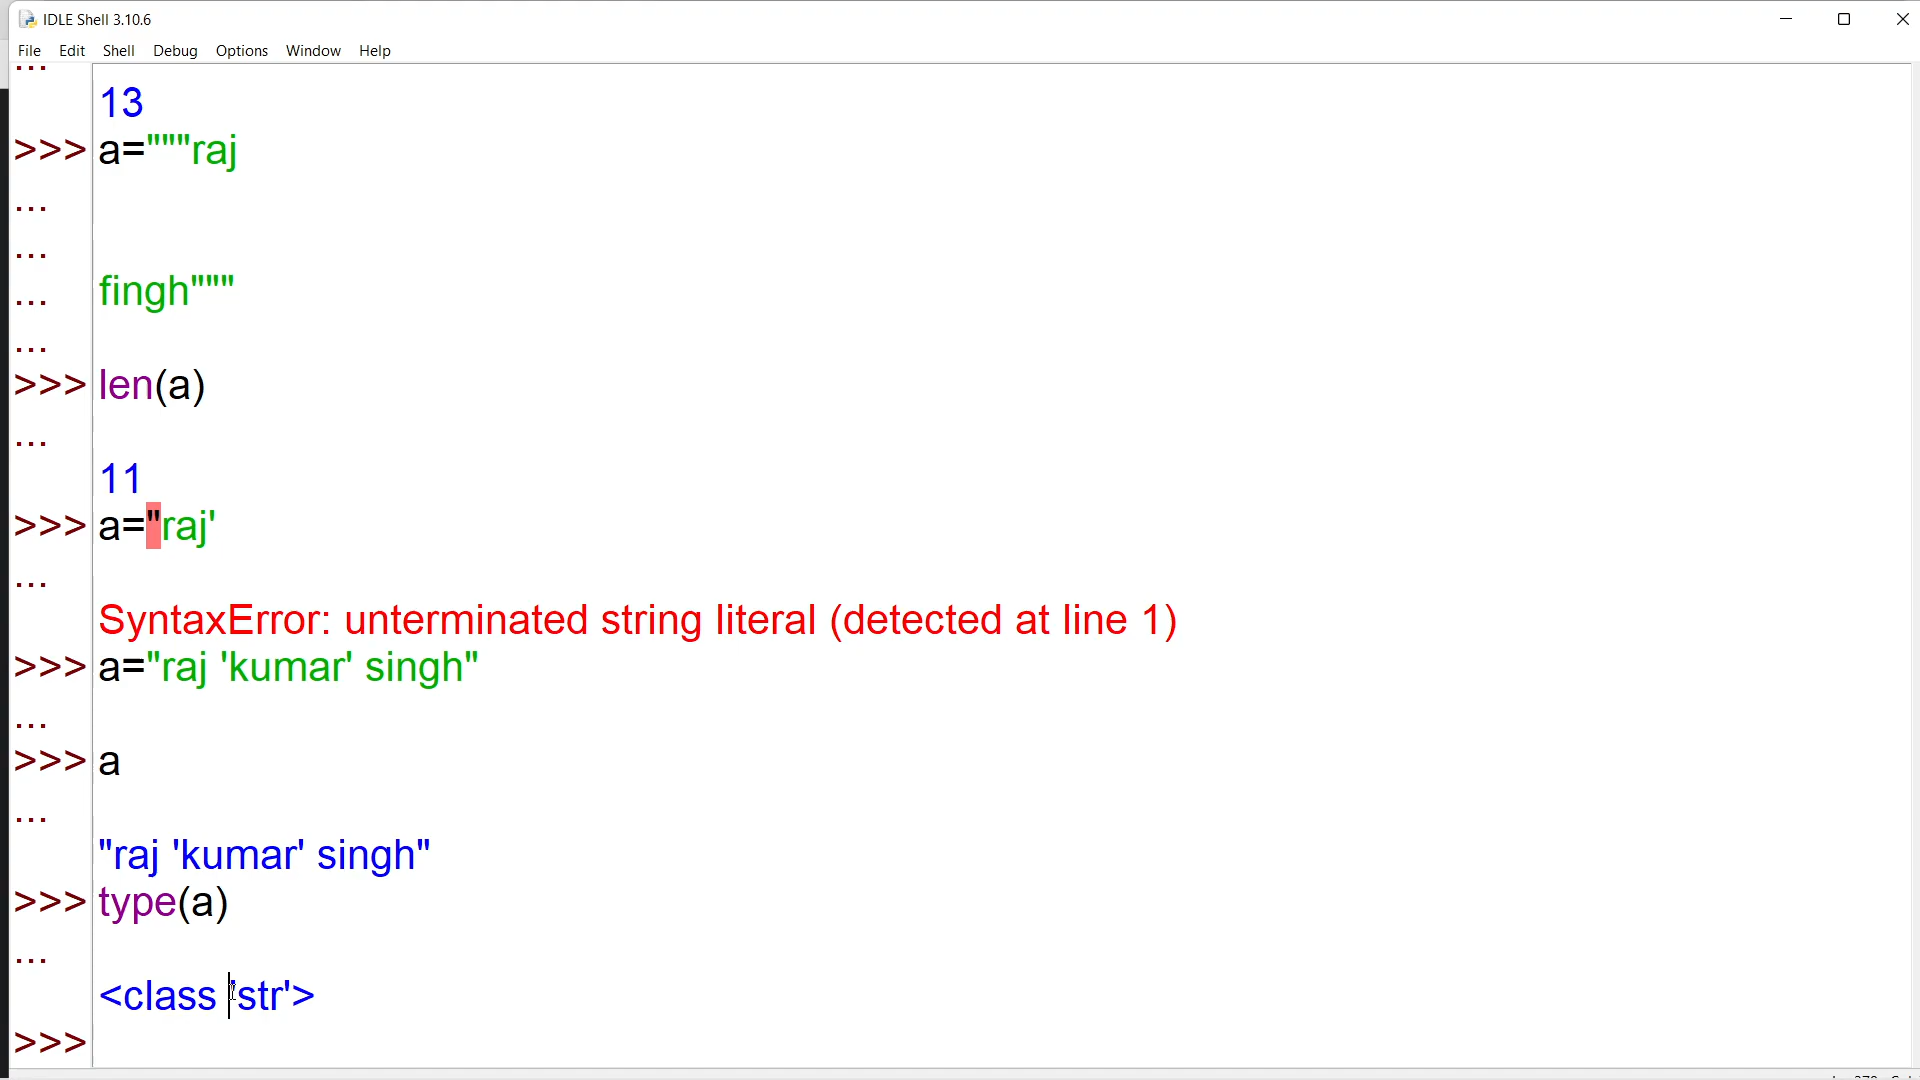 IDLE Shell 3.10.6
File Edit Shell Debug Options Window Help
...
13
>>> a="""raj
...
...
... fingh"""
...
>>> len(a)
...
11
>>> a="raj'
...
SyntaxError: unterminated string literal (detected at line 1)
>>> a="raj 'kumar' singh"
...
>>> a
...
"raj 'kumar' singh"
>>> type(a)
...
<class 'str'>
>>>